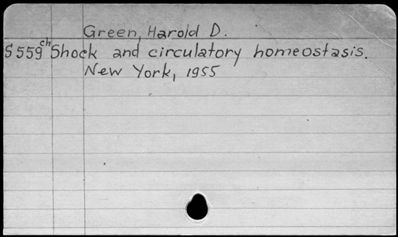 Green, Harold D.
S559ch Shock and circulatory homeostasis.
New York, 1955